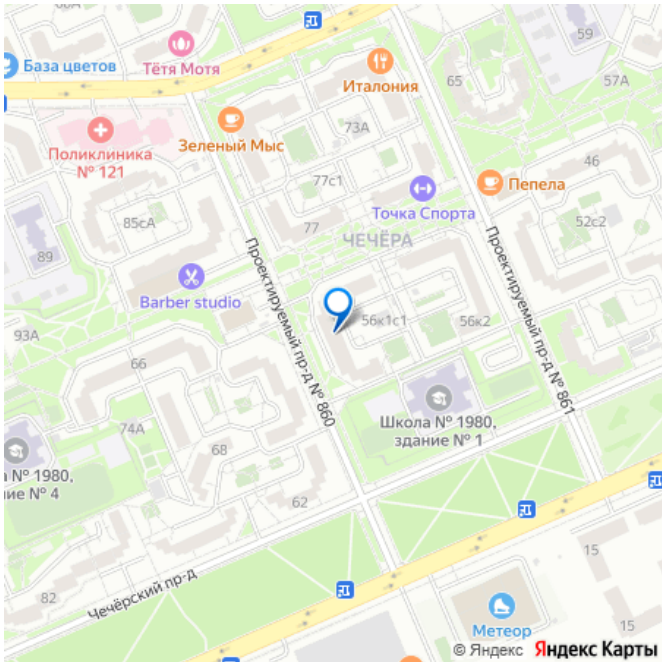 66А
59
База цветов
Тётя Мотя
Италония
65
57А
73А
Зеленый Мыс
Поликлиника
№ 121
77с1
46
Пепела
Точка Спорта
85сА
77
52с2
ЧЕЧЁРА
89
Проектируемый пр-д № 860
Проектируемый пр-д № 861
Barber studio
93А
56к1с1
56к2
66
Школа № 1980,
здание № 1
74А
68
а № 1980,
ние № 4
62
15
15
Чечёрский пр-д
82
Метеор
© Яндекс Яндекс Карты